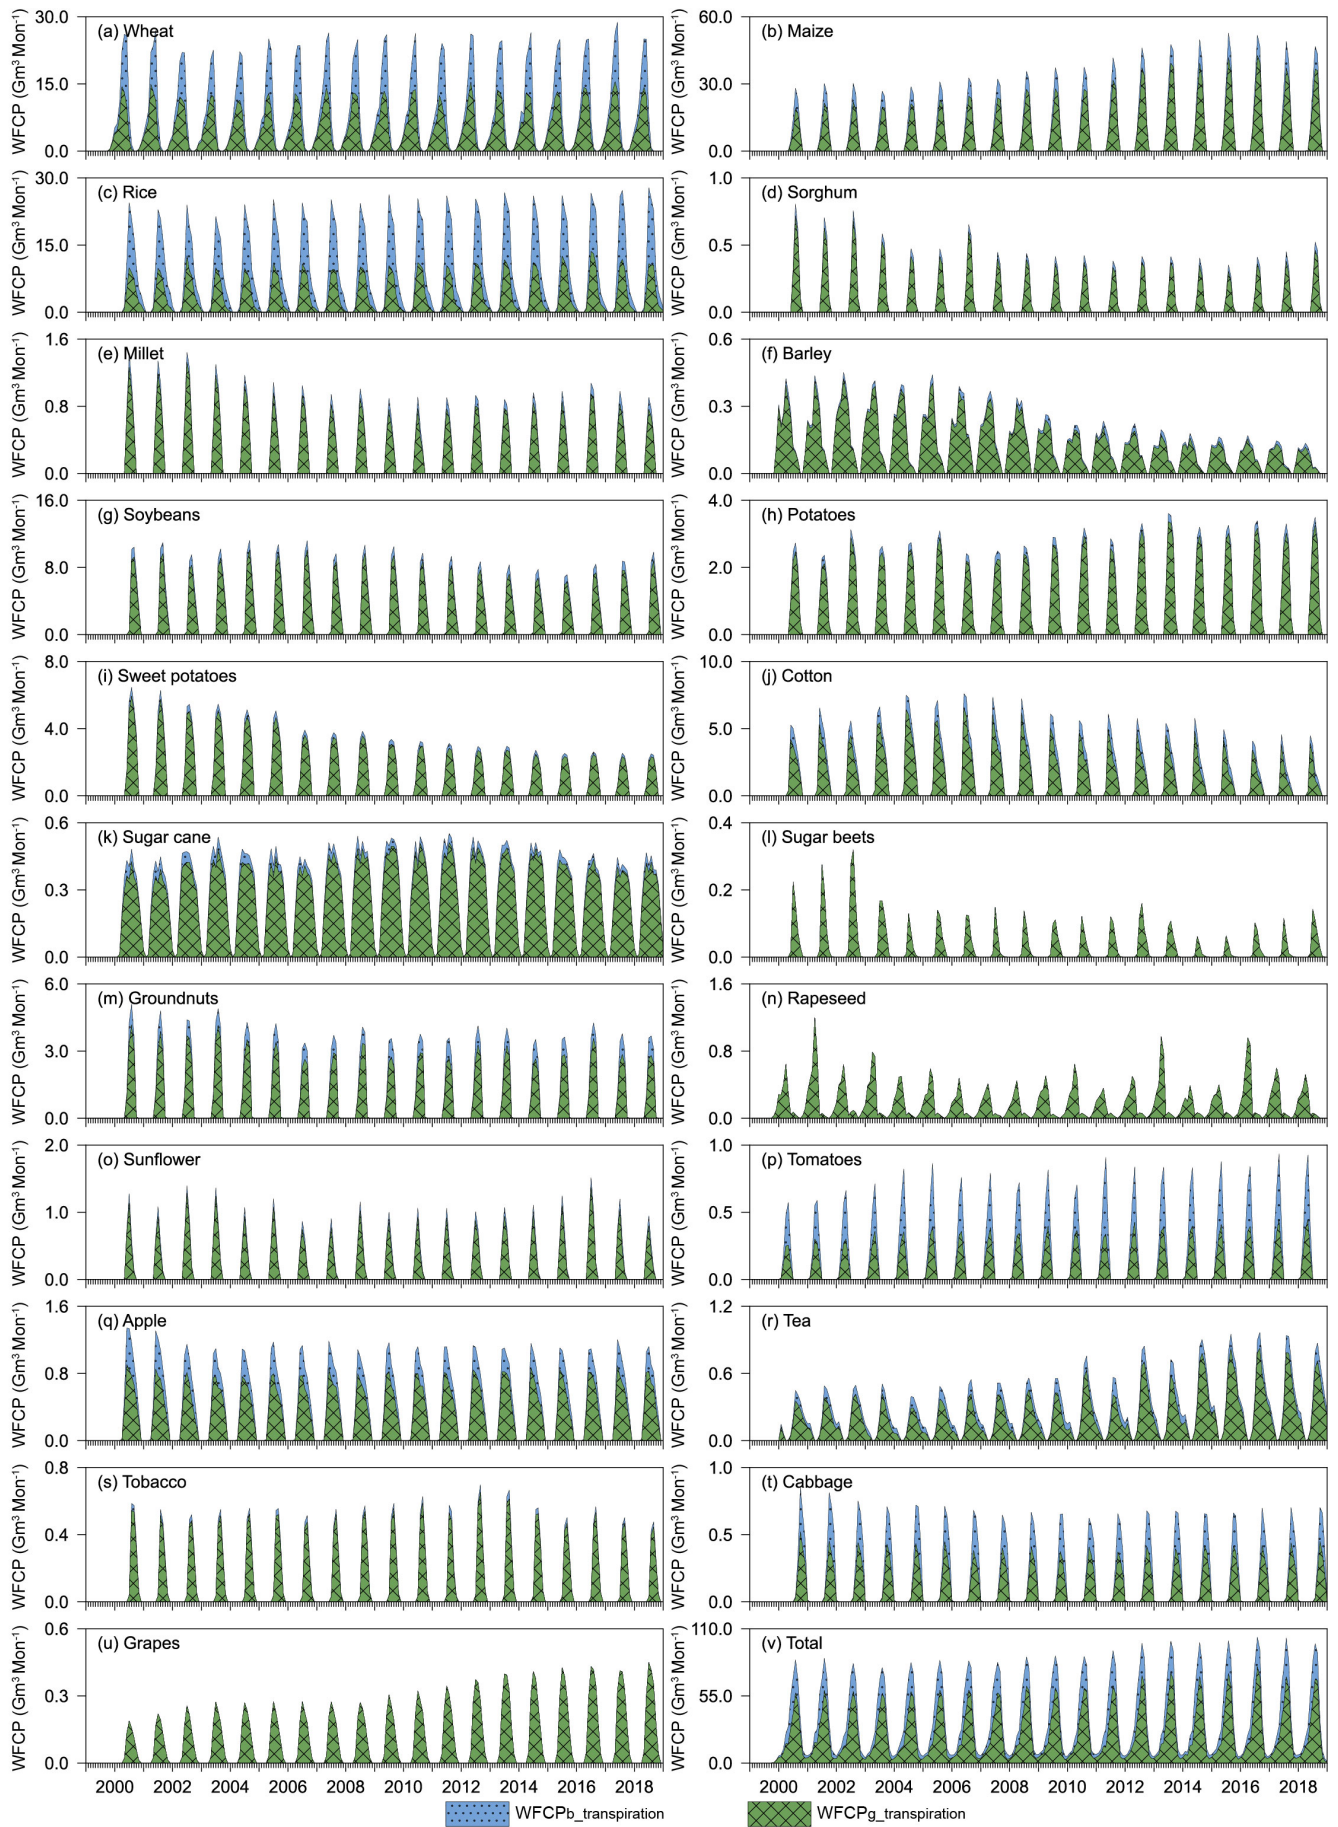 WFCP (Gm³ Mon⁻¹)
30.0
15.0
0.0
(a) Wheat
WFCP (Gm³ Mon⁻¹)
60.0
30.0
0.0
(b) Maize
WFCP (Gm³ Mon⁻¹)
30.0
15.0
0.0
(c) Rice
WFCP (Gm³ Mon⁻¹)
1.0
0.5
0.0
(d) Sorghum
WFCP (Gm³ Mon⁻¹)
1.6
0.8
0.0
(e) Millet
WFCP (Gm³ Mon⁻¹)
0.6
0.3
0.0
(f) Barley
WFCP (Gm³ Mon⁻¹)
16.0
8.0
0.0
(g) Soybeans
WFCP (Gm³ Mon⁻¹)
4.0
2.0
0.0
(h) Potatoes
WFCP (Gm³ Mon⁻¹)
8.0
4.0
0.0
(i) Sweet potatoes
WFCP (Gm³ Mon⁻¹)
10.0
5.0
0.0
(j) Cotton
WFCP (Gm³ Mon⁻¹)
0.6
0.3
0.0
(k) Sugar cane
WFCP (Gm³ Mon⁻¹)
0.4
0.2
0.0
(l) Sugar beets
WFCP (Gm³ Mon⁻¹)
6.0
3.0
0.0
(m) Groundnuts
WFCP (Gm³ Mon⁻¹)
1.6
0.8
0.0
(n) Rapeseed
WFCP (Gm³ Mon⁻¹)
2.0
1.0
0.0
(o) Sunflower
WFCP (Gm³ Mon⁻¹)
1.0
0.5
0.0
(p) Tomatoes
WFCP (Gm³ Mon⁻¹)
1.6
0.8
0.0
(q) Apple
WFCP (Gm³ Mon⁻¹)
1.2
0.6
0.0
(r) Tea
WFCP (Gm³ Mon⁻¹)
0.8
0.4
0.0
(s) Tobacco
WFCP (Gm³ Mon⁻¹)
1.0
0.5
0.0
(t) Cabbage
WFCP (Gm³ Mon⁻¹)
0.6
0.3
0.0
(u) Grapes
WFCP (Gm³ Mon⁻¹)
110.0
55.0
0.0
(v) Total
2000 2002 2004 2006 2008 2010 2012 2014 2016 2018
2000 2002 2004 2006 2008 2010 2012 2014 2016 2018
WFCPb_transpiration
WFCPg_transpiration